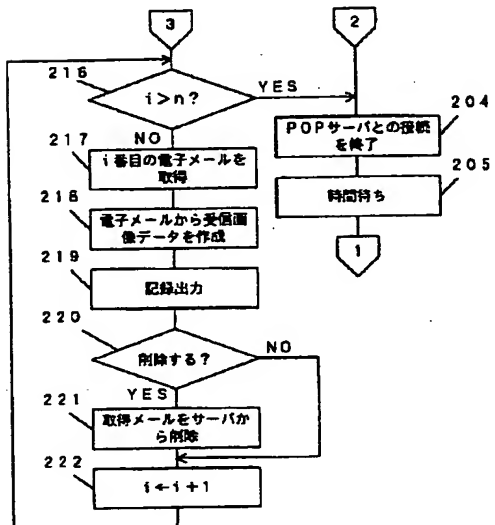 3
2
216
i>n?
YES
204
POPサーバとの接続
を終了
NO
217
i番目の電子メールを
取得
205
時間待ち
218
電子メールから受信画
像データを作成
1
219
記録出力
220
削除する?
NO
YES
221
取得メールをサーバか
ら削除
222
i←i+1